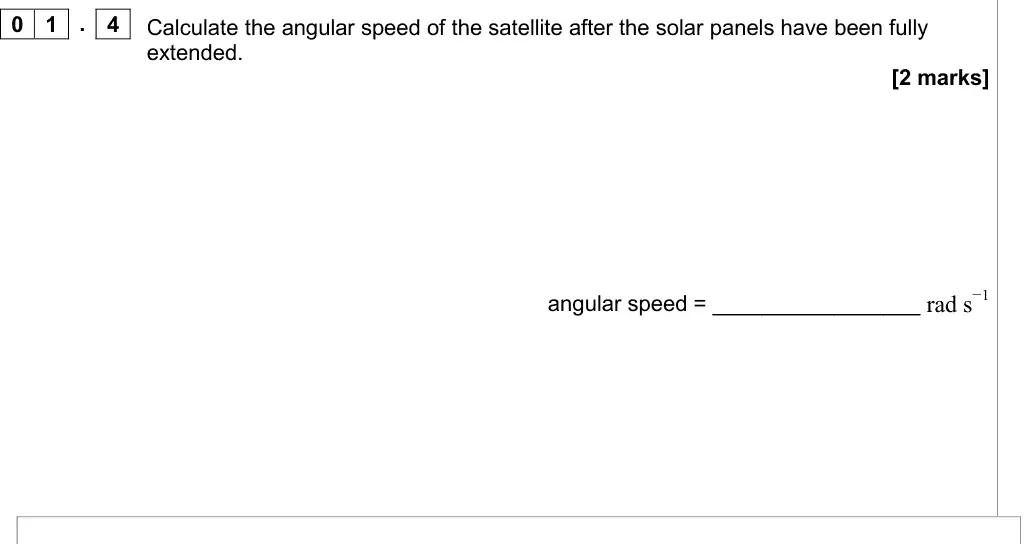 0 1 . 4 Calculate the angular speed of the satellite after the solar panels have been fully
extended.
[2 marks]
angular speed = _________________ rad s⁻¹